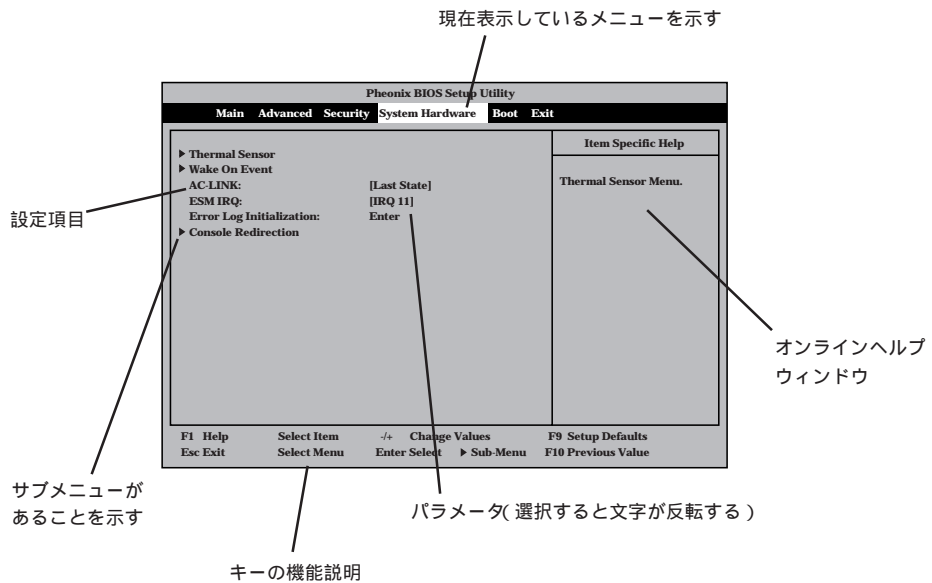 現在表示しているメニューを示す
Pheonix BIOS Setup Utility
Main Advanced Security System Hardware Boot Exit
Item Specific Help
Thermal Sensor
Wake On Event
AC-LINK: [Last State]
ESM IRQ: [IRQ 11]
Error Log Initialization: Enter
Console Redirection
Thermal Sensor Menu.
設定項目
オンラインヘルプ
ウィンドウ
F1 Help Select Item -/+ Change Values F9 Setup Defaults
Esc Exit Select Menu Enter Select ▶ Sub-Menu F10 Previous Value
サブメニューが
あることを示す
パラメータ(選択すると文字が反転する)
キーの機能説明